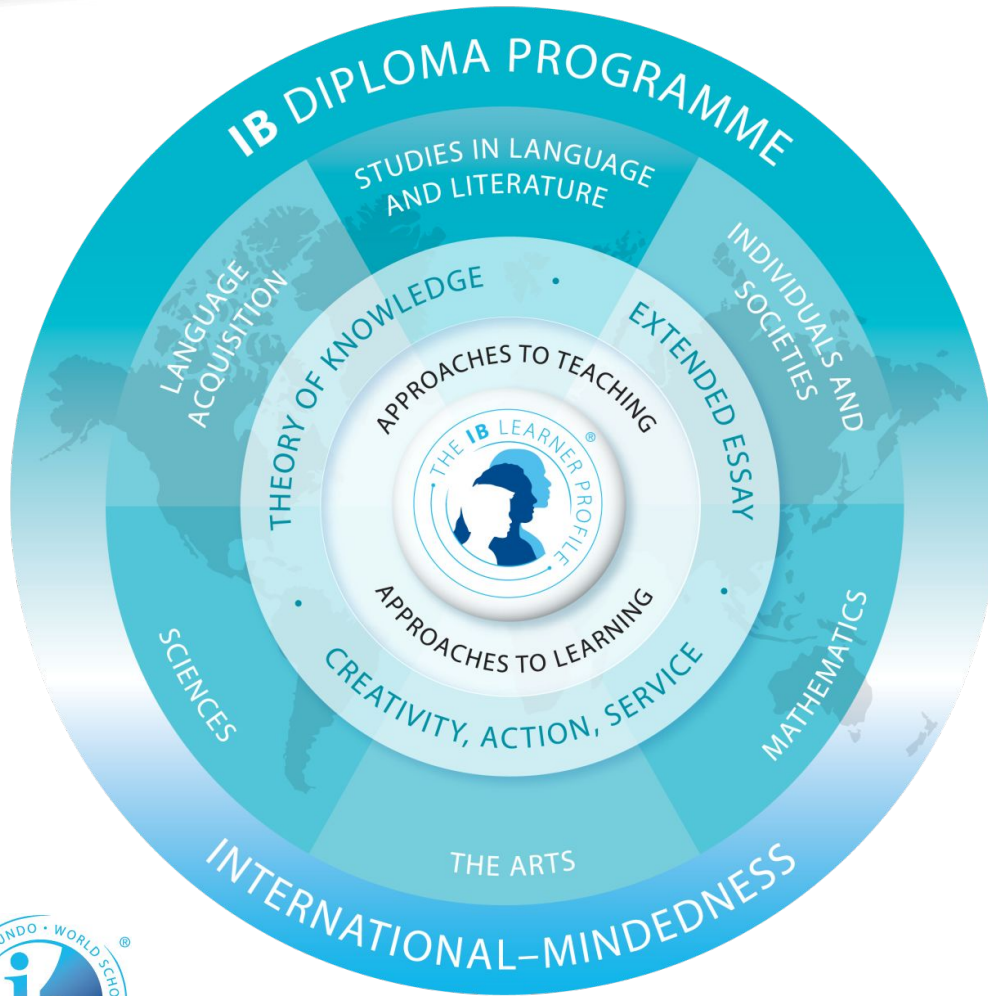 IB DIPLOMA PROGRAMME
STUDIES IN LANGUAGE
AND LITERATURE
LANGUAGE
ACQUISITION
INDIVIDUALS AND
SOCIETIES
THEORY OF KNOWLEDGE
EXTENDED ESSAY
APPROACHES TO TEACHING
THE IB LEARNER PROFILE ®
APPROACHES TO LEARNING
CREATIVITY, ACTION, SERVICE
SCIENCES
MATHEMATICS
THE ARTS
INTERNATIONAL–MINDEDNESS
WORLD ®